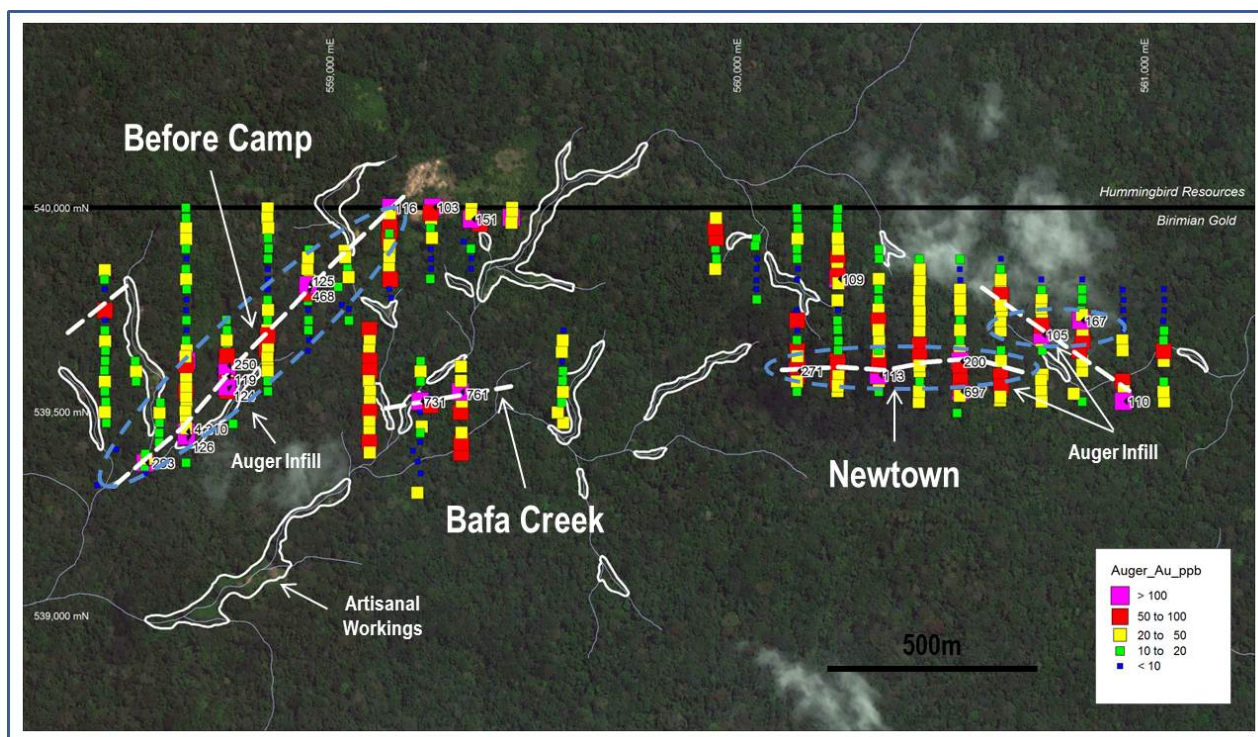 559,000 mE
560,000 mE
561,000 mE
Before Camp
Hummingbird Resources
540,000 mN
Birimian Gold
116
103
151
125
468
109
167
105
250
119
124
271
113
200
697
110
731
761
539,500 mN
126
293
Auger Infill
Auger Infill
Newtown
Bafa Creek
Artisanal
Workings
539,000 mN
500m
Auger_Au_ppb
> 100
50 to 100
20 to 50
10 to 20
< 10